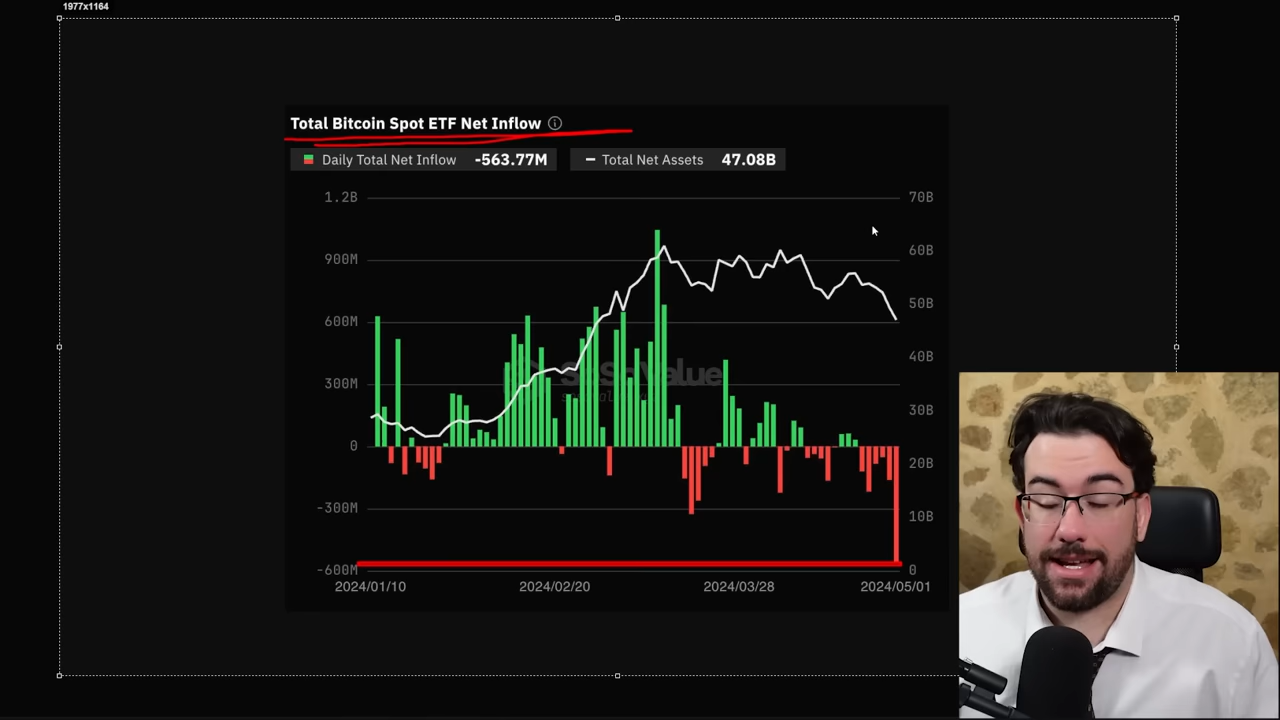 1977x1164
Total Bitcoin Spot ETF Net Inflow
Daily Total Net Inflow -563.77M Total Net Assets 47.08B
1.2B 70B
60B
900M
50B
600M
40B
SoSoValue
300M
30B
0
20B
-300M
10B
-600M 0
2024/01/10 2024/02/20 2024/03/28 2024/05/01